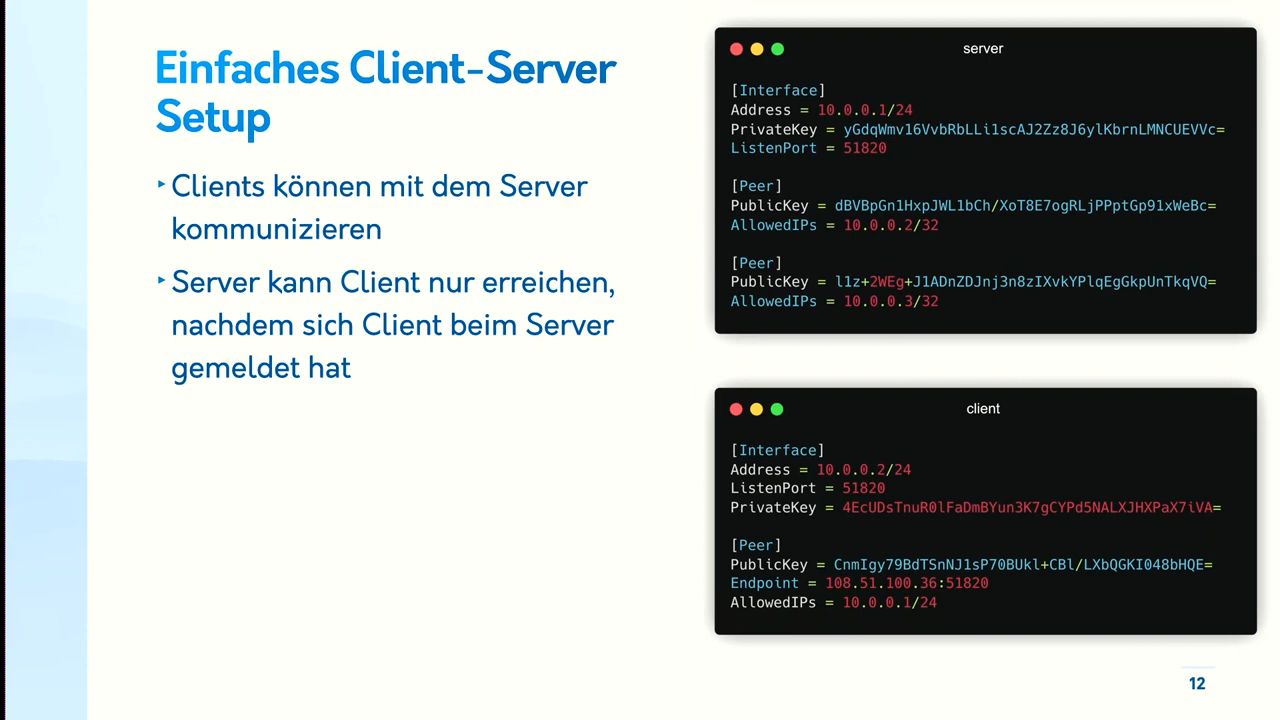 Einfaches Client-Server
Setup
‣ Clients können mit dem Server
kommunizieren
‣ Server kann Client nur erreichen,
nachdem sich Client beim Server
gemeldet hat
server
[Interface]
Address = 10.0.0.1/24
PrivateKey = yGdqWmv16VvbRbLLi1scAJ2Zz8J6ylKbrnLMNCUEVVc=
ListenPort = 51820
[Peer]
PublicKey = dBVBpGn1HxpJWL1bCh/XoT8E7ogRLjPPptGp91xWeBc=
AllowedIPs = 10.0.0.2/32
[Peer]
PublicKey = l1z+2WEg+J1ADnZDJnj3n8zIXvkYPlqEgGkpUnTkqVQ=
AllowedIPs = 10.0.0.3/32
client
[Interface]
Address = 10.0.0.2/24
ListenPort = 51820
PrivateKey = 4EcUDsTnuR0lFaDmBYun3K7gCYPd5NALXJHXPaX7iVA=
[Peer]
PublicKey = CnmIgy79BdTSnNJ1sP70BUkl+CBl/LXbQGKI048bHQE=
Endpoint = 108.51.100.36:51820
AllowedIPs = 10.0.0.1/24
12